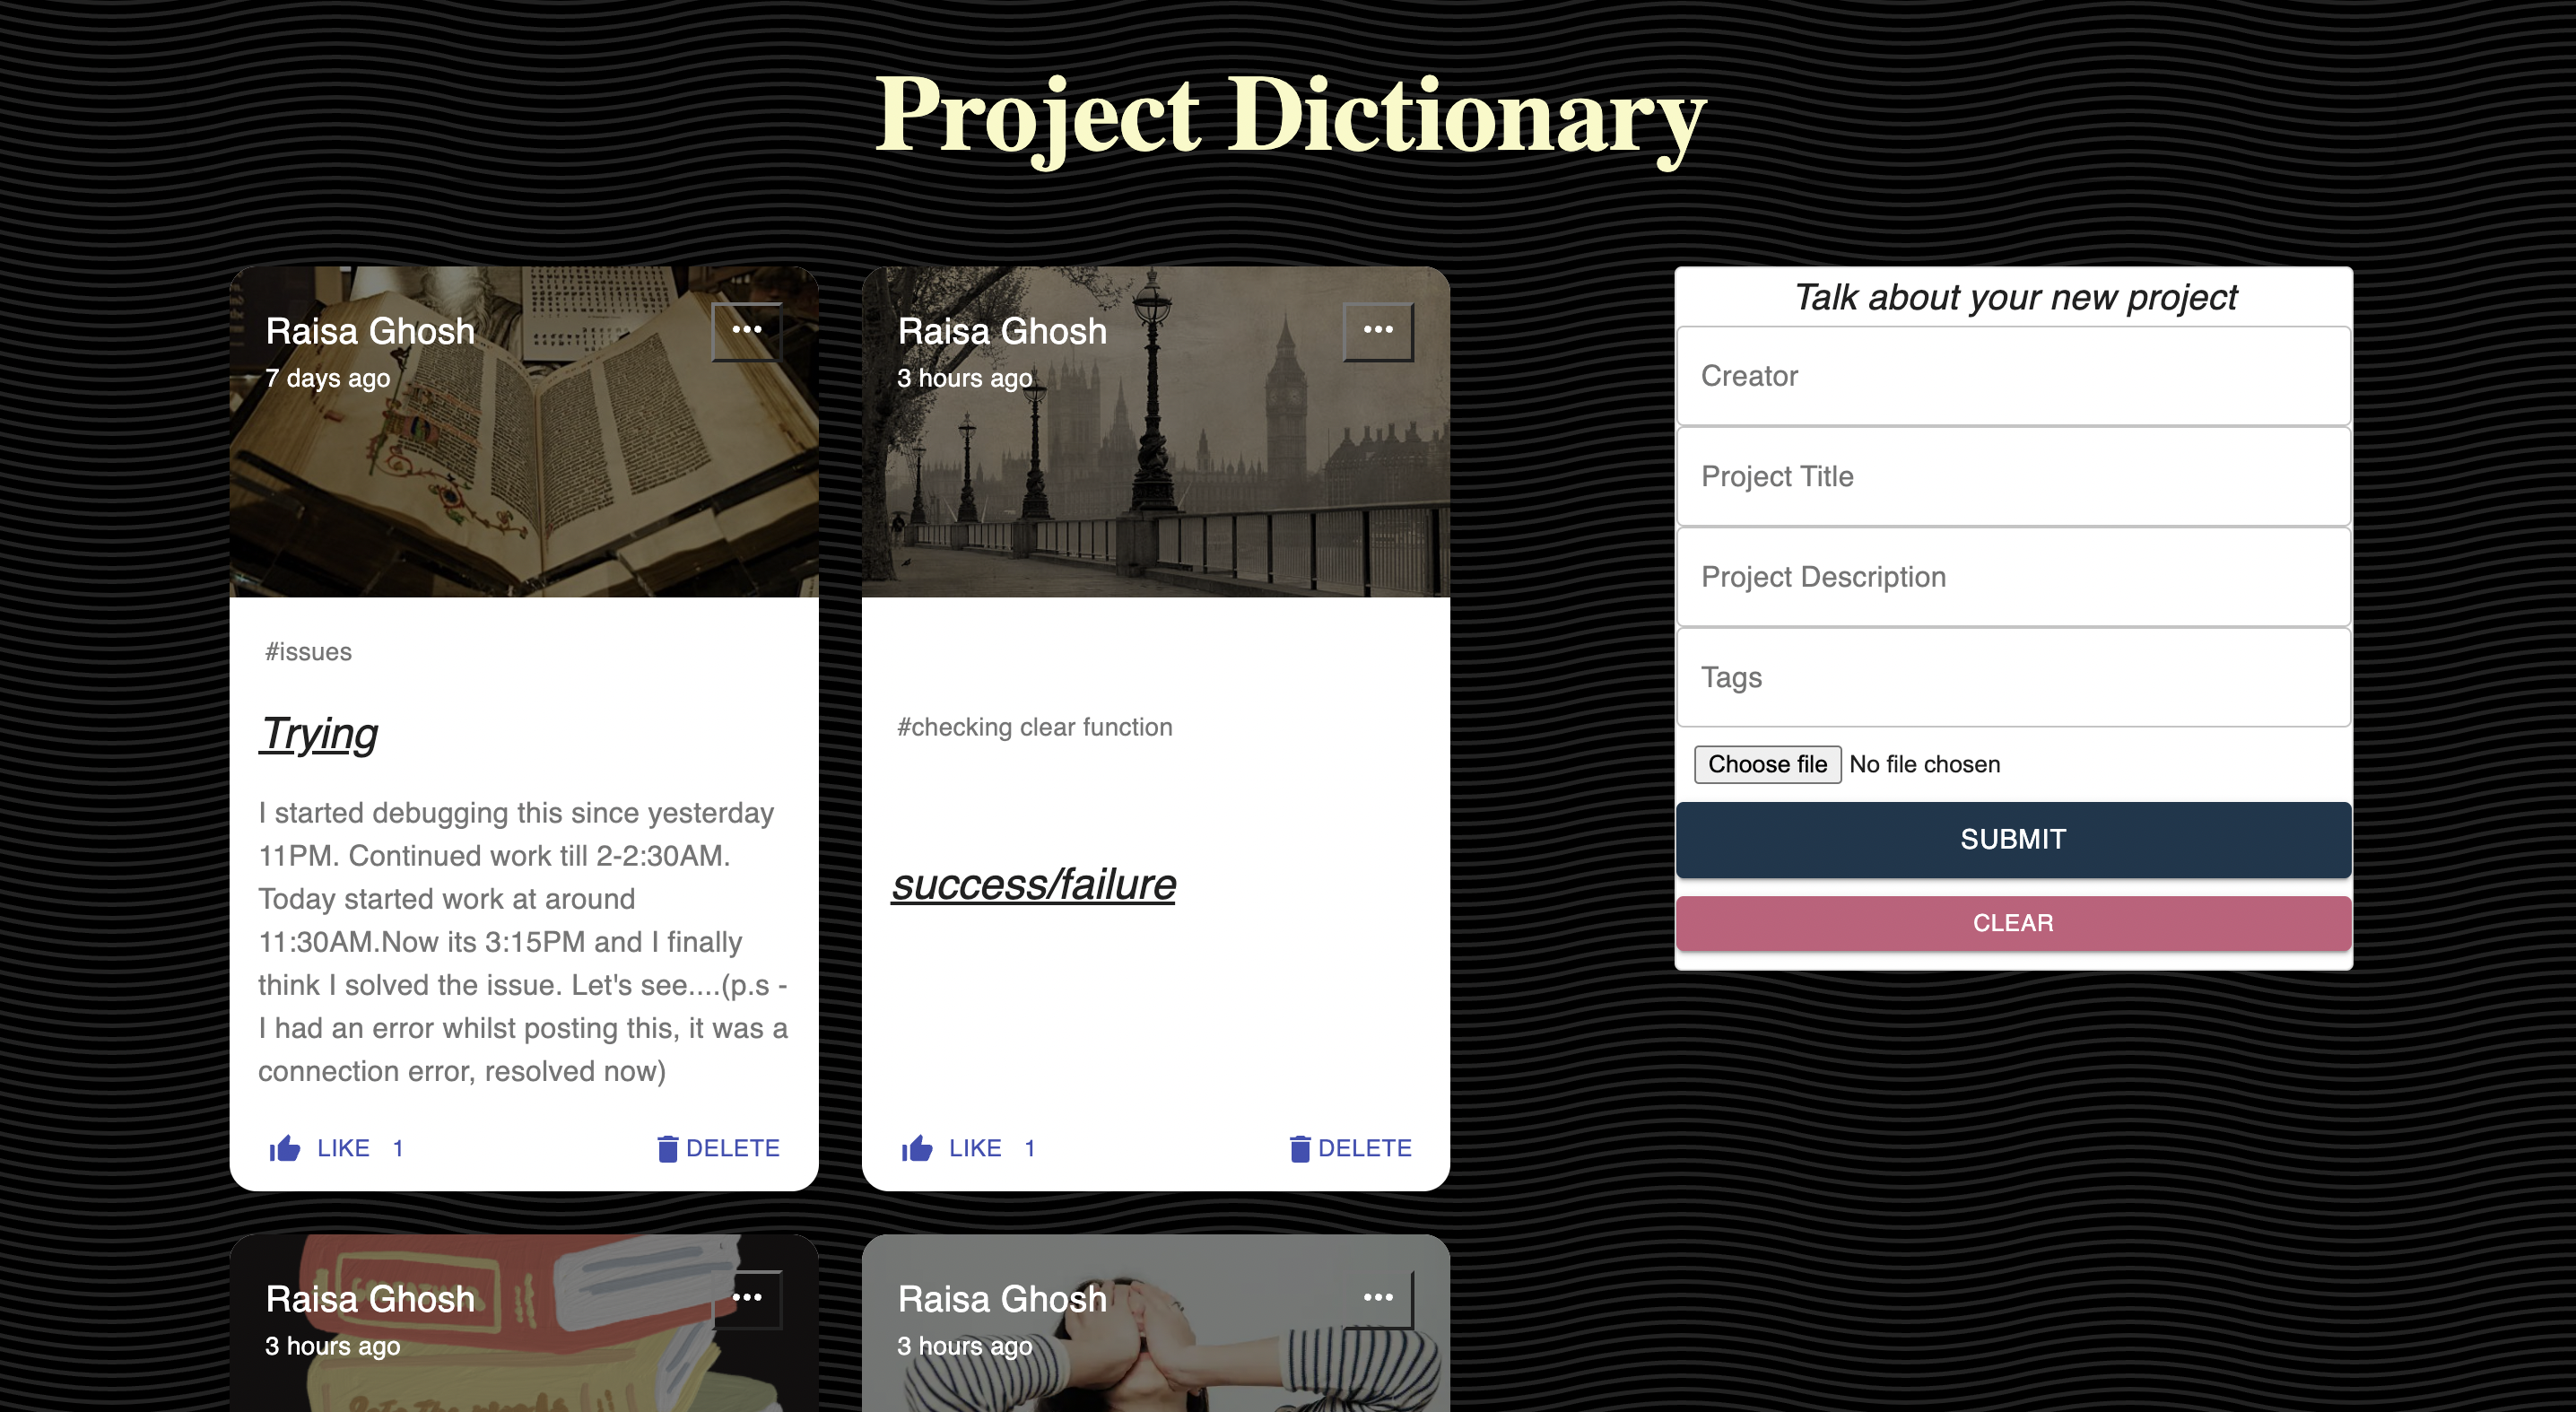 Project Dictionary
Raisa Ghosh
•••
7 days ago
#issues
Trying
I started debugging this since yesterday
11PM. Continued work till 2-2:30AM.
Today started work at around
11:30AM.Now its 3:15PM and I finally
think I solved the issue. Let's see....(p.s -
I had an error whilst posting this, it was a
connection error, resolved now)
LIKE 1
DELETE
Raisa Ghosh
•••
3 hours ago
#checking clear function
success/failure
LIKE 1
DELETE
Raisa Ghosh
•••
3 hours ago
Raisa Ghosh
•••
3 hours ago
Talk about your new project
Creator
Project Title
Project Description
Tags
Choose file No file chosen
SUBMIT
CLEAR